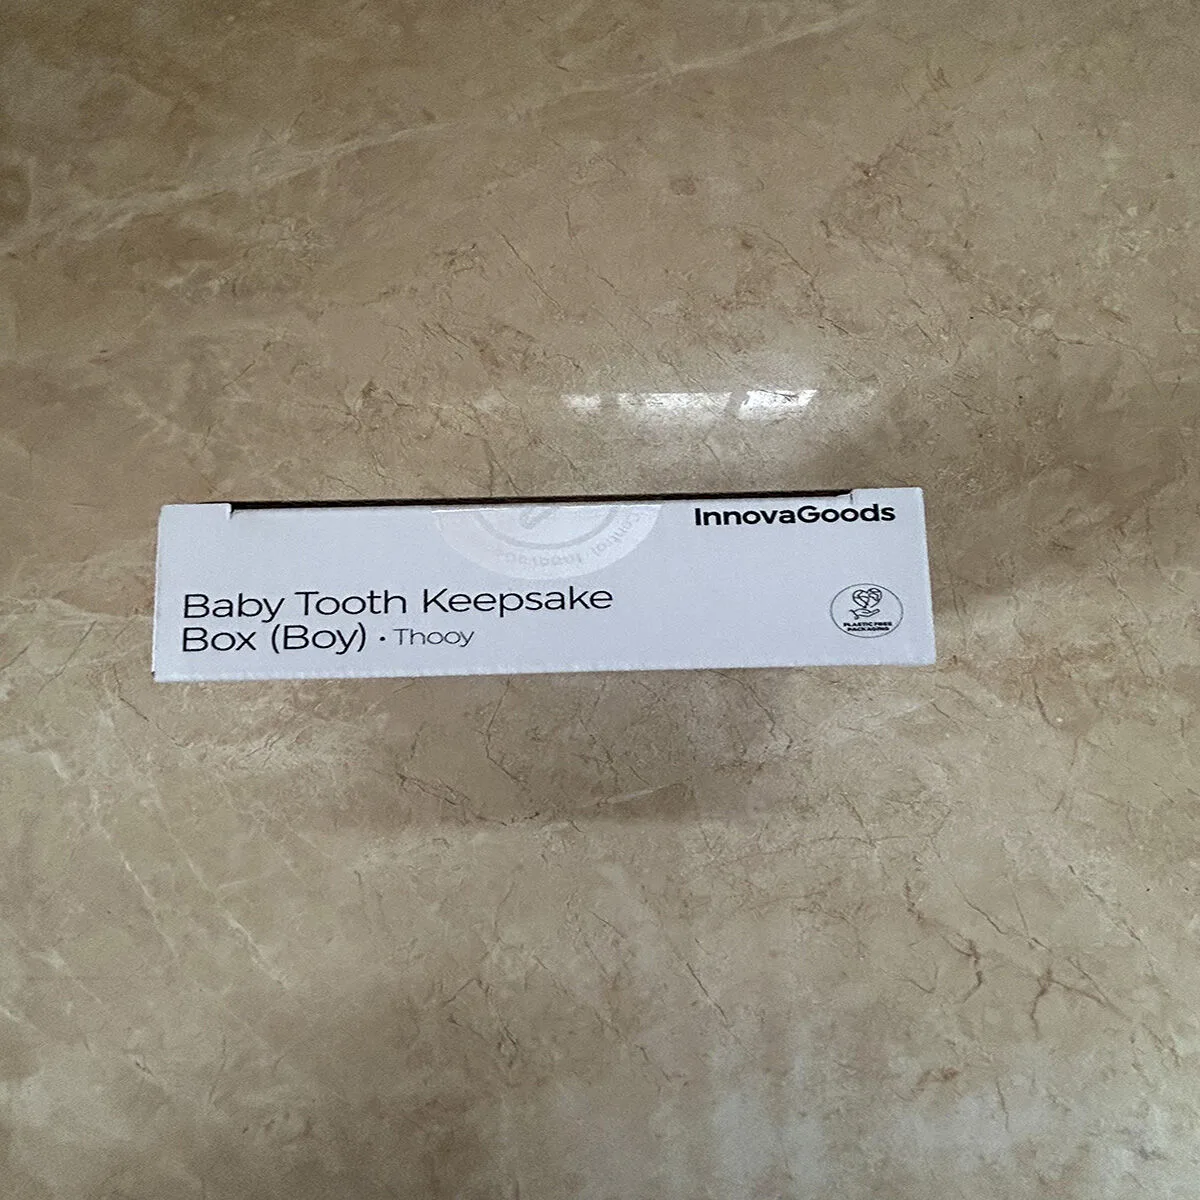 InnovaGoods
Baby Tooth Keepsake
Box (Boy) · Thooy
PLASTIC FREE
PACKAGING